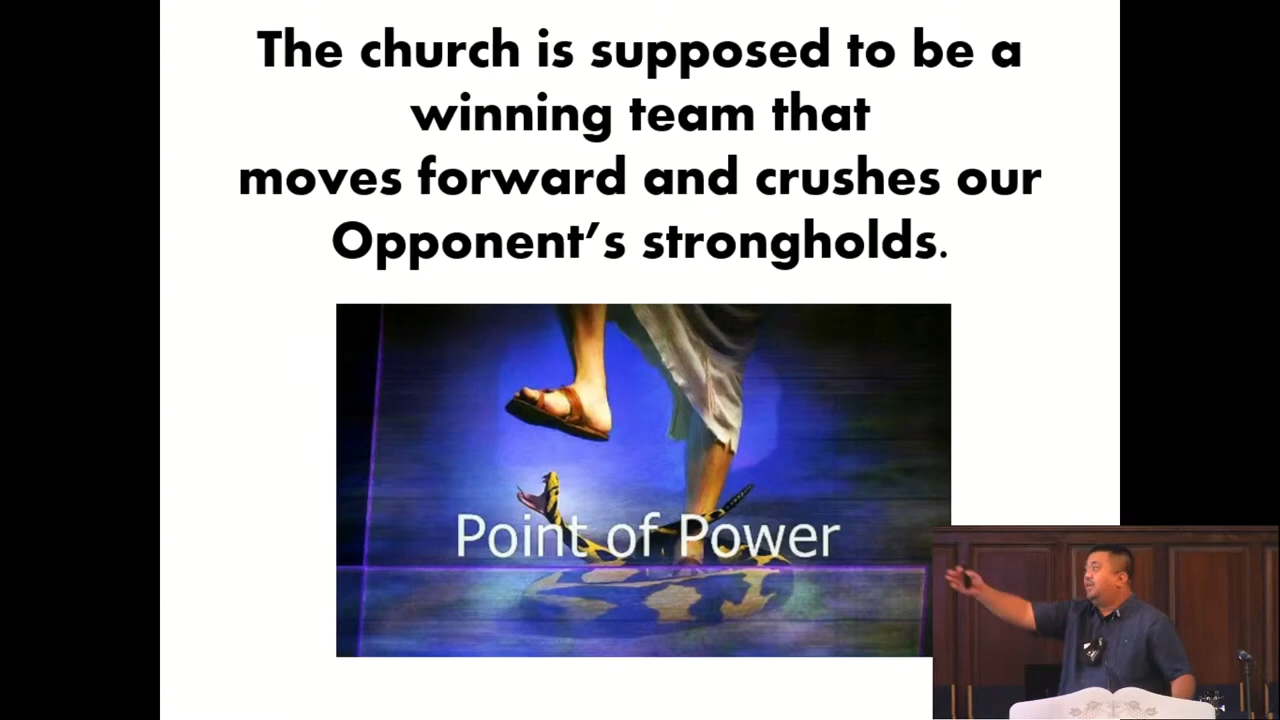 The church is supposed to be a
winning team that
moves forward and crushes our
Opponent’s strongholds.
Point of Power